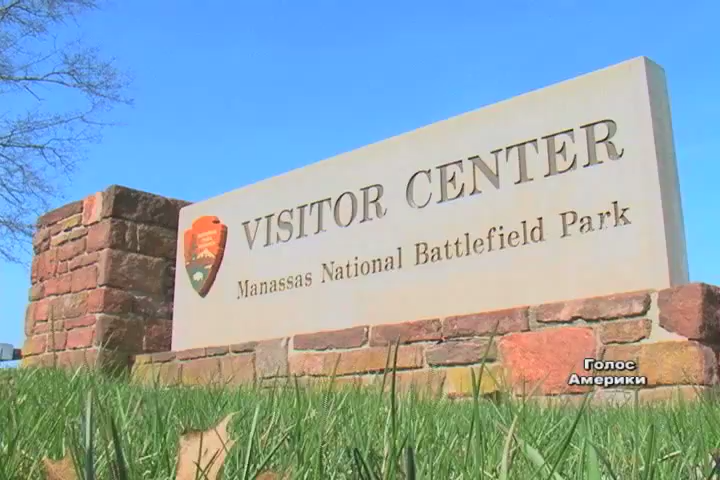 VISITOR CENTER
Manassas National Battlefield Park
Голос
Америки